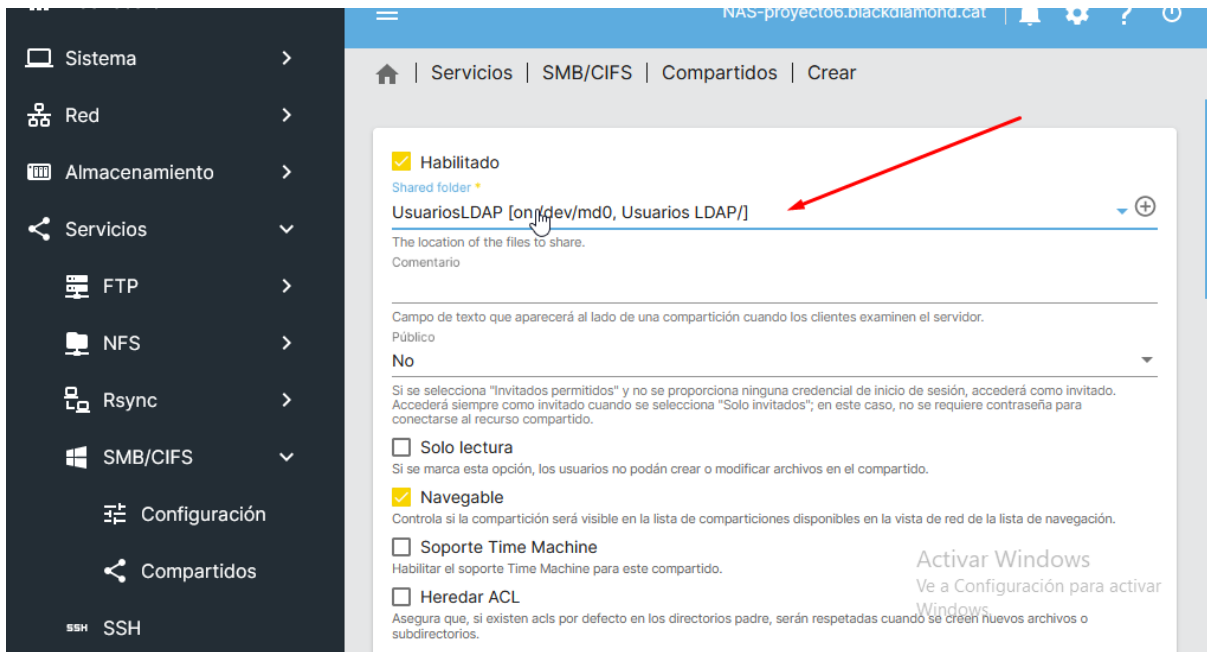 NAS-proyecto6.blackdiamond.cat
Sistema
Red
Almacenamiento
Servicios
FTP
NFS
Rsync
SMB/CIFS
Configuración
Compartidos
SSH SSH
| Servicios | SMB/CIFS | Compartidos | Crear
Habilitado
Shared folder *
UsuariosLDAP [on /dev/md0, Usuarios LDAP/]
The location of the files to share.
Comentario
Campo de texto que aparecerá al lado de una compartición cuando los clientes examinen el servidor.
Público
No
Si se selecciona "Invitados permitidos" y no se proporciona ninguna credencial de inicio de sesión, accederá como invitado.
Accederá siempre como invitado cuando se selecciona "Solo invitados"; en este caso, no se requiere contraseña para
conectarse al recurso compartido.
Solo lectura
Si se marca esta opción, los usuarios no podán crear o modificar archivos en el compartido.
Navegable
Controla si la compartición será visible en la lista de comparticiones disponibles en la vista de red de la lista de navegación.
Soporte Time Machine
Habilitar el soporte Time Machine para este compartido.
Heredar ACL
Asegura que, si existen acls por defecto en los directorios padre, serán respetadas cuando se creen nuevos archivos o
subdirectorios.
Activar Windows
Ve a Configuración para activar
Windows.